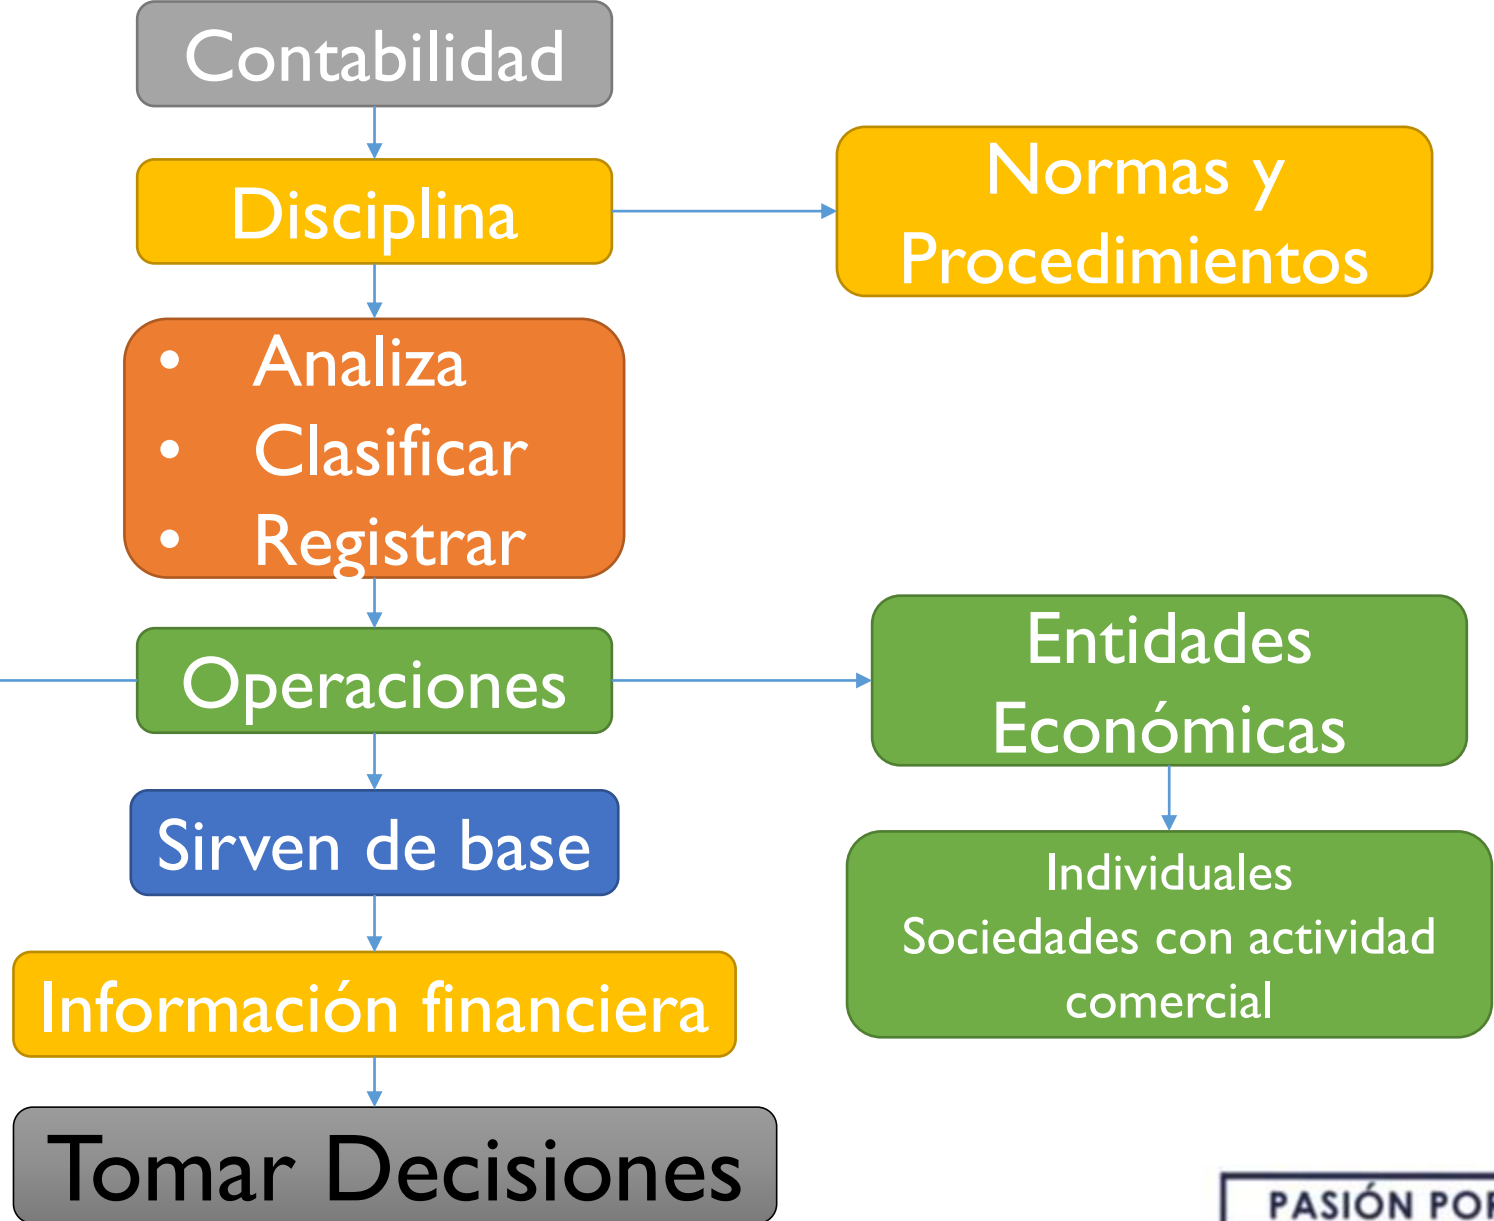 Contabilidad
Disciplina
Normas y
Procedimientos
• Analiza
• Clasificar
• Registrar
Operaciones
Entidades
Económicas
Sirven de base
Individuales
Sociedades con actividad
comercial
Información financiera
Tomar Decisiones
PASIÓN POR